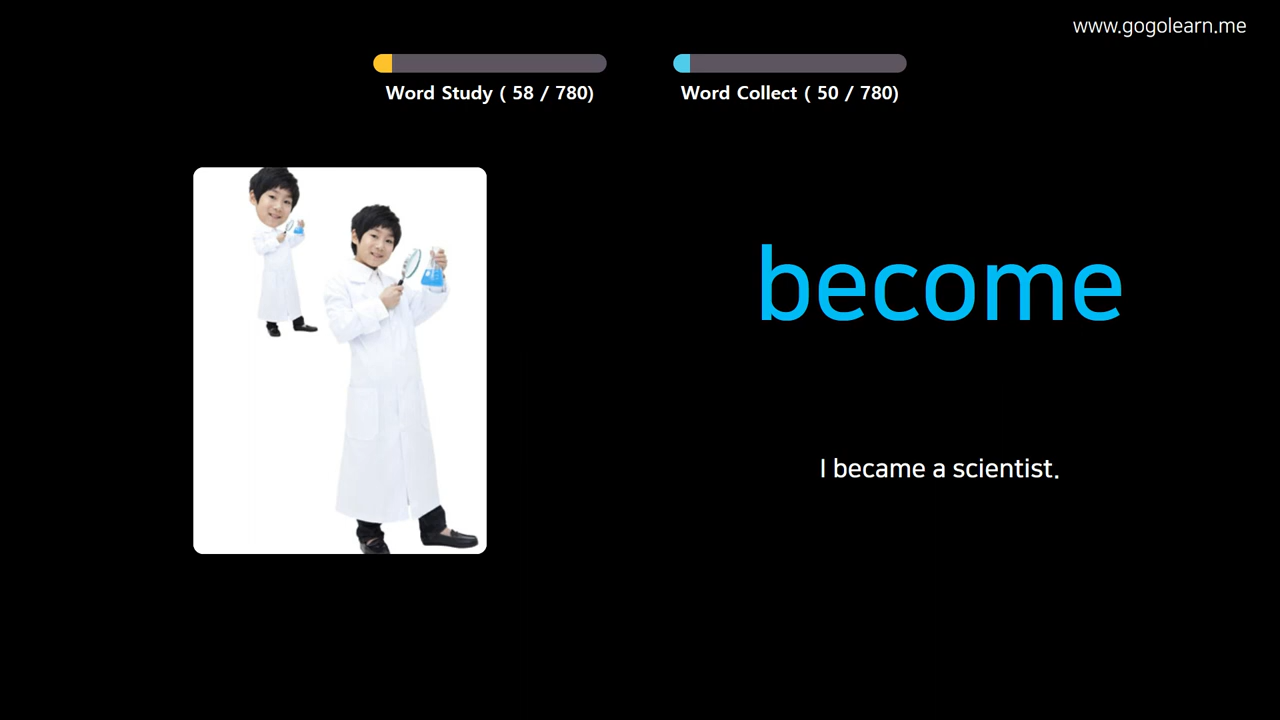 www.gogolearn.me
Word Study ( 58 / 780)
Word Collect ( 50 / 780)
become
I became a scientist.